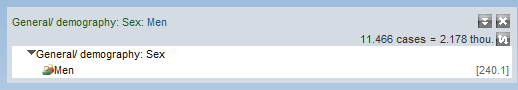 General/ demography: Sex: Men
11.466 cases = 2.178 thou.
General/ demography: Sex
Men [240.1]